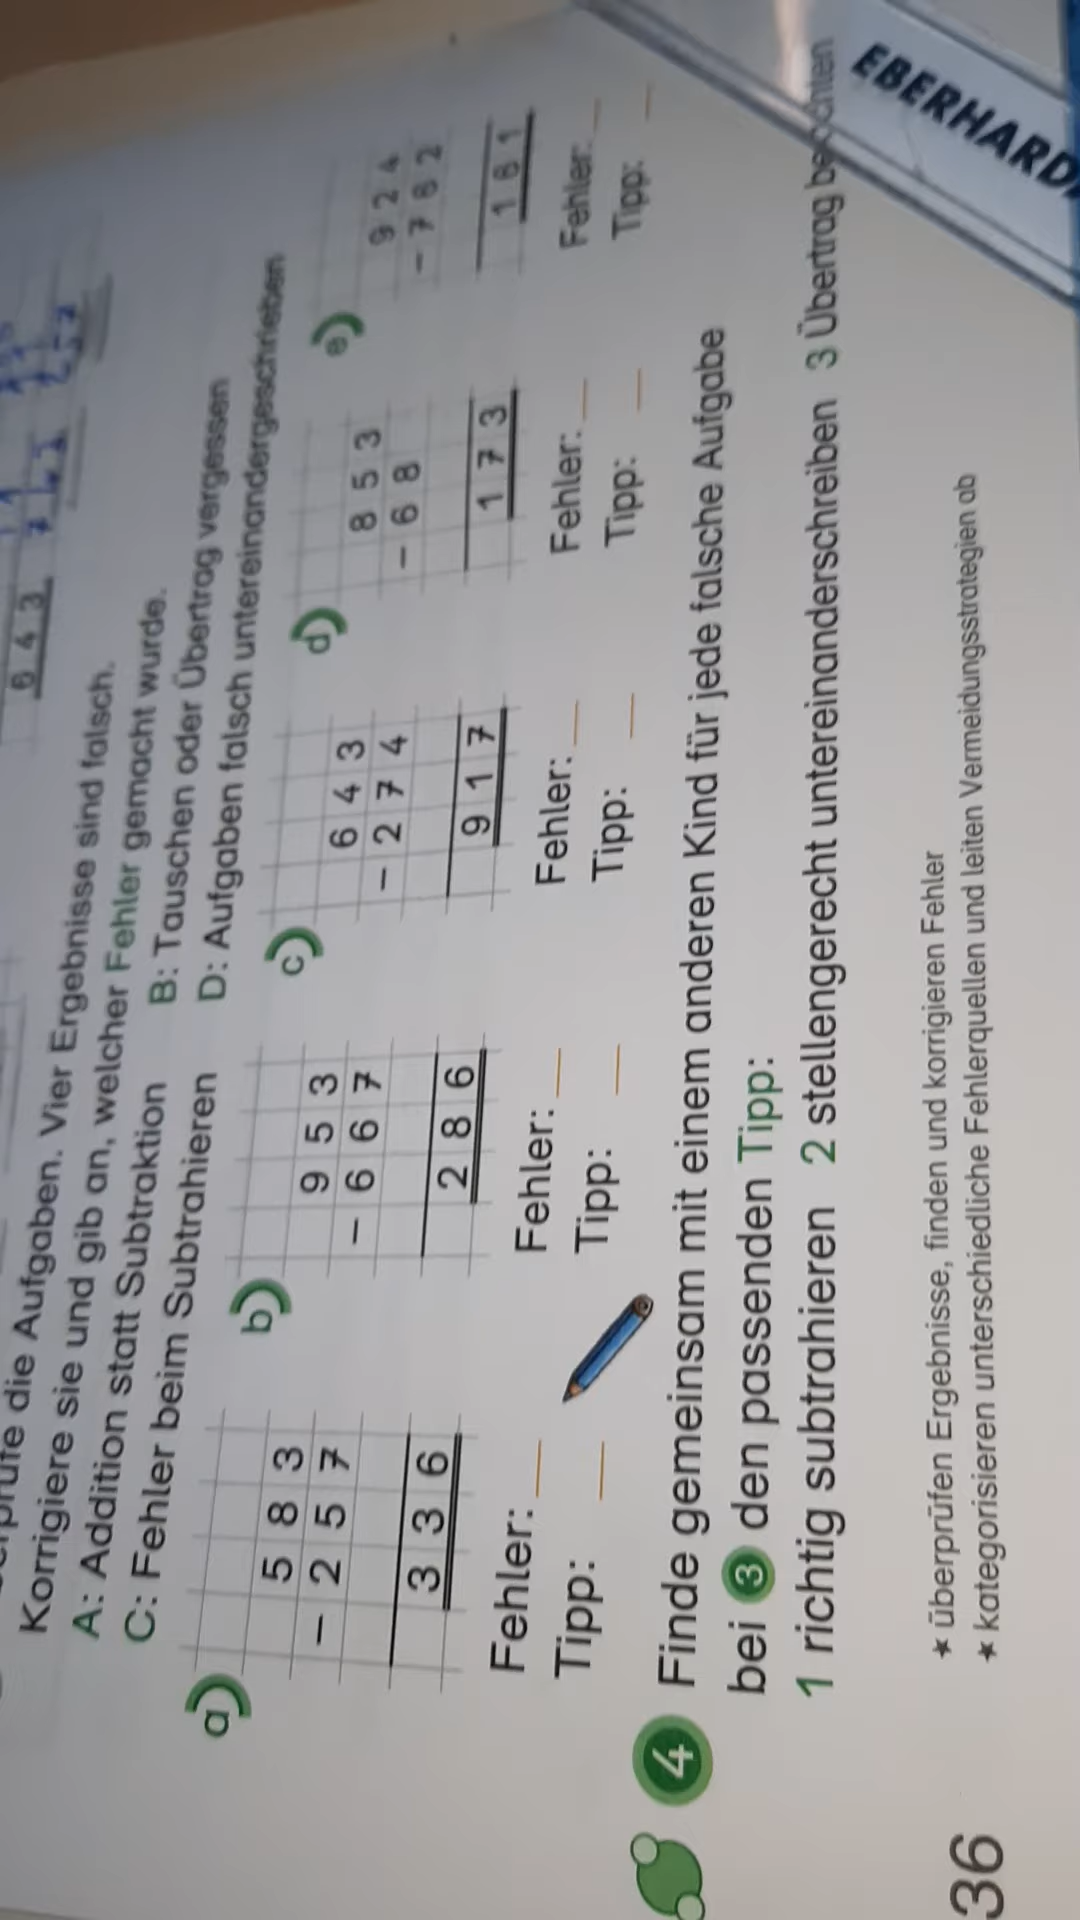 6 4 3
die Aufgaben. Vier Ergebnisse sind falsch.
Korrigiere sie und gib an, welcher Fehler gemacht wurde.
A: Addition statt Subtraktion B: Tauschen oder Übertrag vergessen
C: Fehler beim Subtrahieren D: Aufgaben falsch untereinandergeschrieben
a)
5 8 3
- 2 5 7
3 3 6
Fehler:
Tipp:
b)
9 5 3
- 6 6 7
2 8 6
Fehler:
Tipp:
c)
6 4 3
- 2 7 4
9 1 7
Fehler:
Tipp:
d)
8 5 3
- 6 8
1 7 3
Fehler:
Tipp:
e)
9 2 4
- 7 6 2
1 6 1
Fehler:
Tipp:
4 Finde gemeinsam mit einem anderen Kind für jede falsche Aufgabe
bei 3 den passenden Tipp:
1 richtig subtrahieren 2 stellengerecht untereinanderschreiben 3 Übertrag beachten
★ überprüfen Ergebnisse, finden und korrigieren Fehler
★ kategorisieren unterschiedliche Fehlerquellen und leiten Vermeidungsstrategien ab
36
EBERHARD